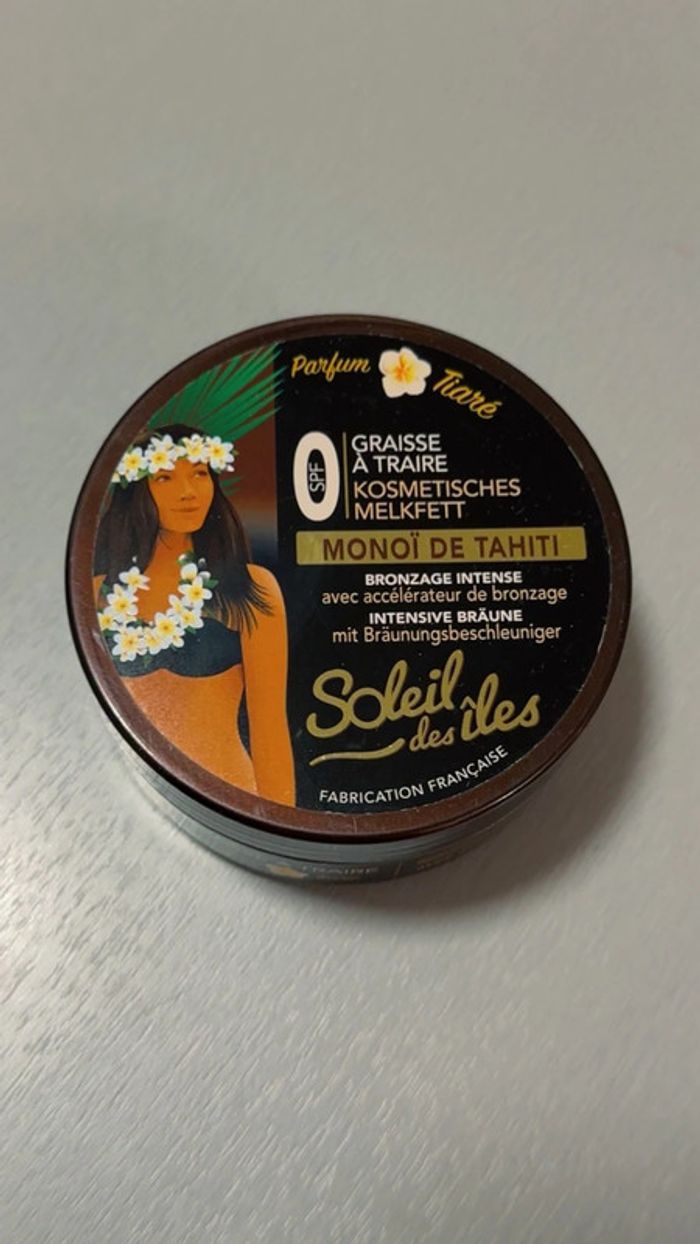 Parfum Tiaré
0 SPF
GRAISSE
À TRAIRE
KOSMETISCHES
MELKFETT
MONOÏ DE TAHITI
BRONZAGE INTENSE
avec accélérateur de bronzage
INTENSIVE BRÄUNE
mit Bräunungsbeschleuniger
Soleil
des îles
FABRICATION FRANÇAISE
TRAIRE